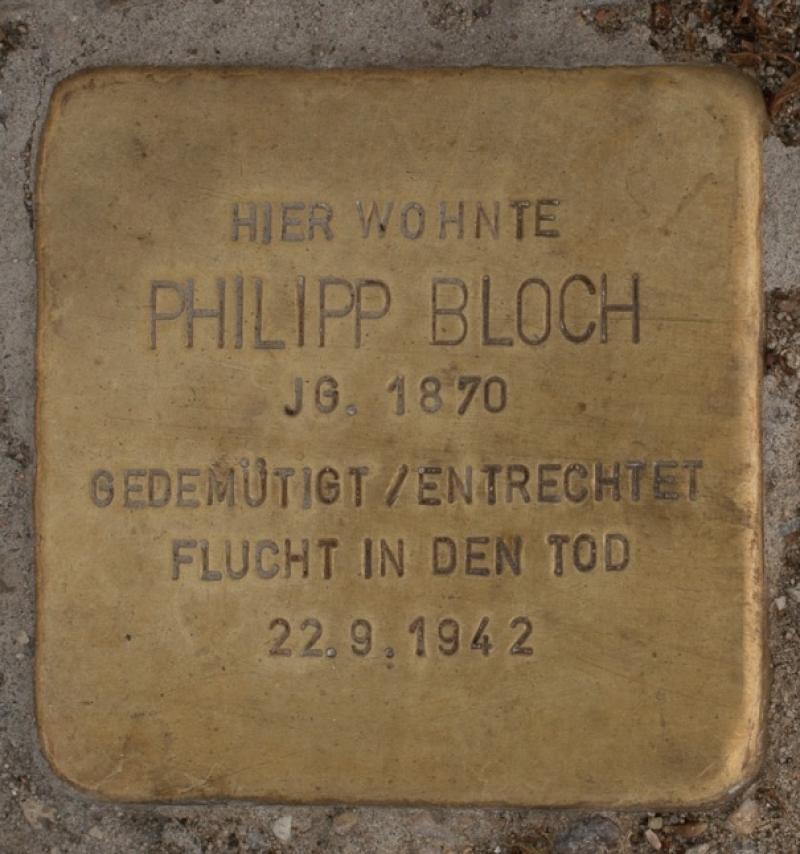 HIER WOHNTE
PHILIPP BLOCH
JG. 1870
GEDEMÜTIGT/ENTRECHTET
FLUCHT IN DEN TOD
22.9.1942